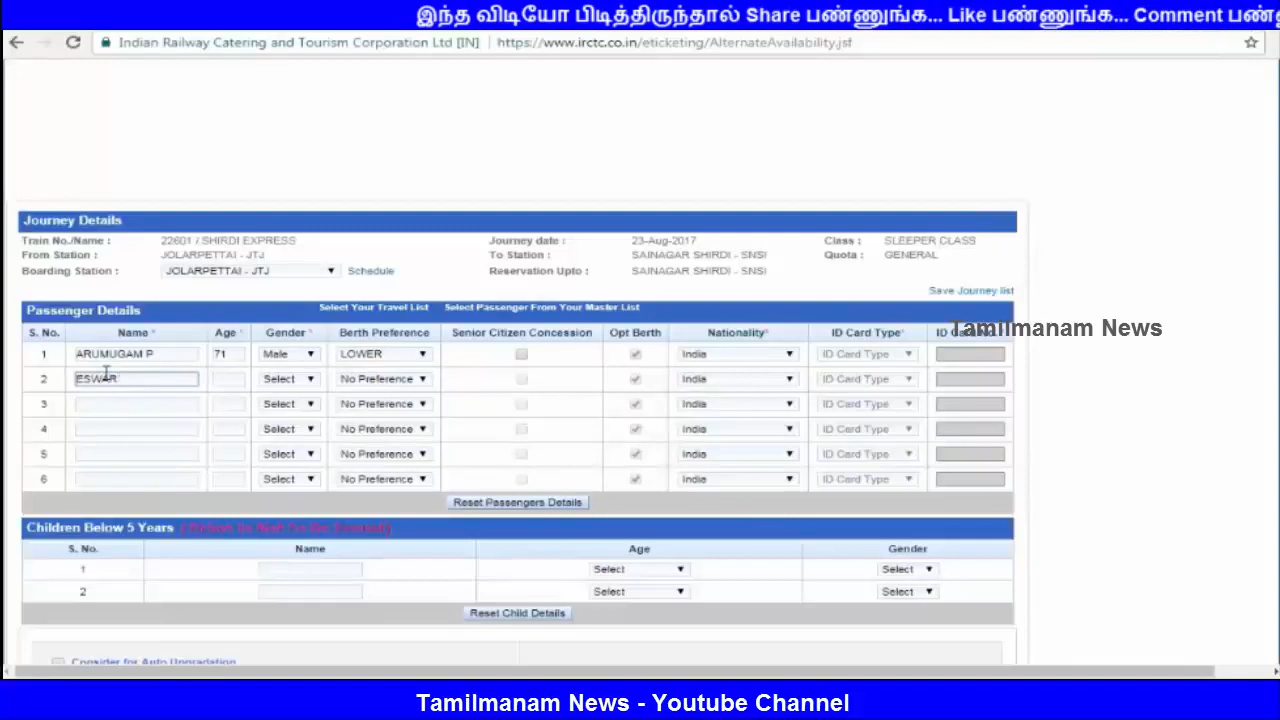 இந்த விடியோ பிடித்திருந்தால் Share பண்ணுங்க... Like பண்ணுங்க... Comment
Indian Railway Catering and Tourism Corporation Ltd [IN] https://www.irctc.co.in/eticketing/AlternateAvailability.jsf
Journey Details
Train No./Name : 22601 / SHIRDI EXPRESS Journey date : 23-Aug-2017 Class : SLEEPER CLASS
From Station : JOLARPETTAI - JTJ To Station : SAINAGAR SHIRDI - SNSI Quota : GENERAL
Boarding Station : JOLARPETTAI - JTJ Schedule Reservation Upto : SAINAGAR SHIRDI - SNSI
Save Journey list
Passenger Details Select Your Travel List Select Passenger From Your Master List
S. No. Name * Age * Gender * Berth Preference Senior Citizen Concession Opt Berth Nationality* ID Card Type* ID
Tamilmanam News
1 ARUMUGAM P 71 Male LOWER India ID Card Type
2 ESWAR No Preference India ID Card Type
3 Select No Preference India ID Card Type
4 Select No Preference India ID Card Type
5 Select No Preference India ID Card Type
6 Select No Preference India ID Card Type
Reset Passengers Details
Children Below 5 Years
S. No. Name Age Gender
1 Select Select
2 Select Select
Reset Child Details
Consider for Auto Upgradation
Tamilmanam News - Youtube Channel